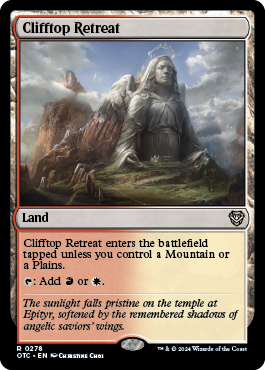 Clifftop Retreat
Land
Clifftop Retreat enters the battlefield
tapped unless you control a Mountain or
a Plains.
: Add or .
The sunlight falls pristine on the temple at
Epityr, softened by the remembered shadows of
angelic saviors' wings.
R 0278
OTC • EN Christine Choi
™ & © 2024 Wizards of the Coast